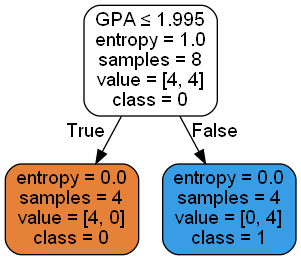 GPA ≤ 1.995
entropy = 1.0
samples = 8
value = [4, 4]
class = 0
True
False
entropy = 0.0
samples = 4
value = [4, 0]
class = 0
entropy = 0.0
samples = 4
value = [0, 4]
class = 1